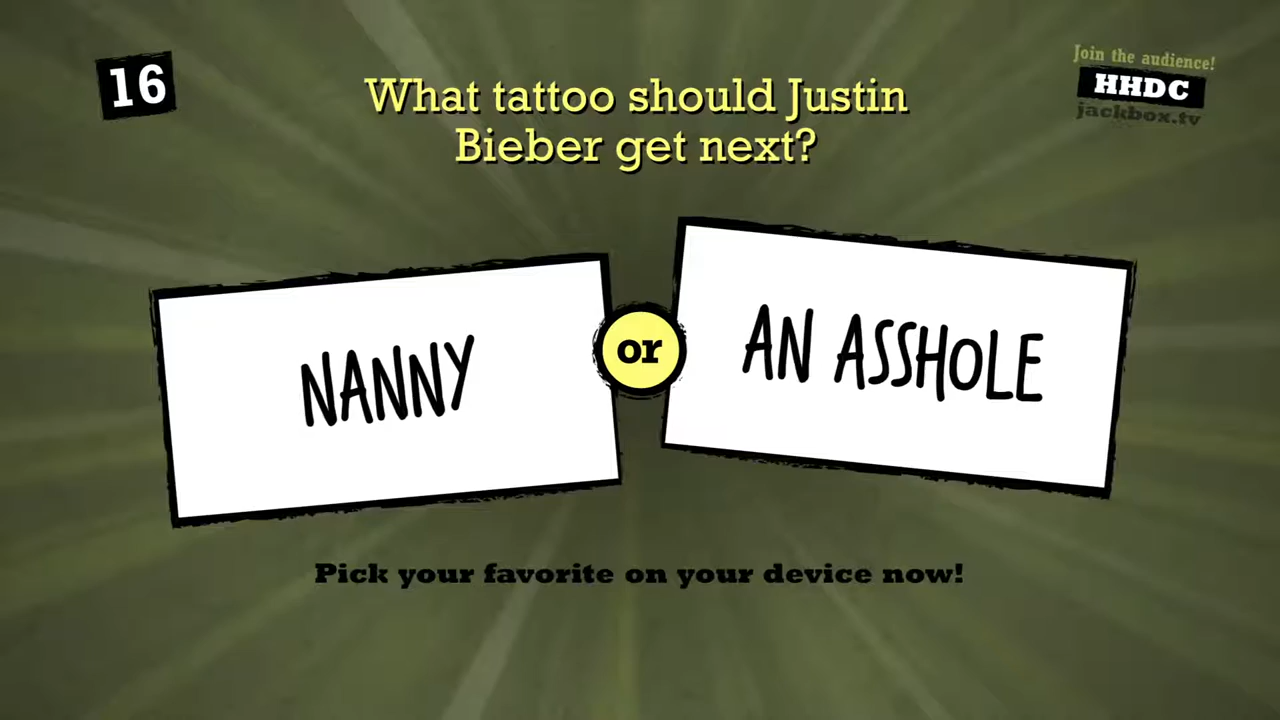 16
What tattoo should Justin
Bieber get next?
Join the audience!
HHDC
jackbox.tv
NANNY
or
AN ASSHOLE
Pick your favorite on your device now!